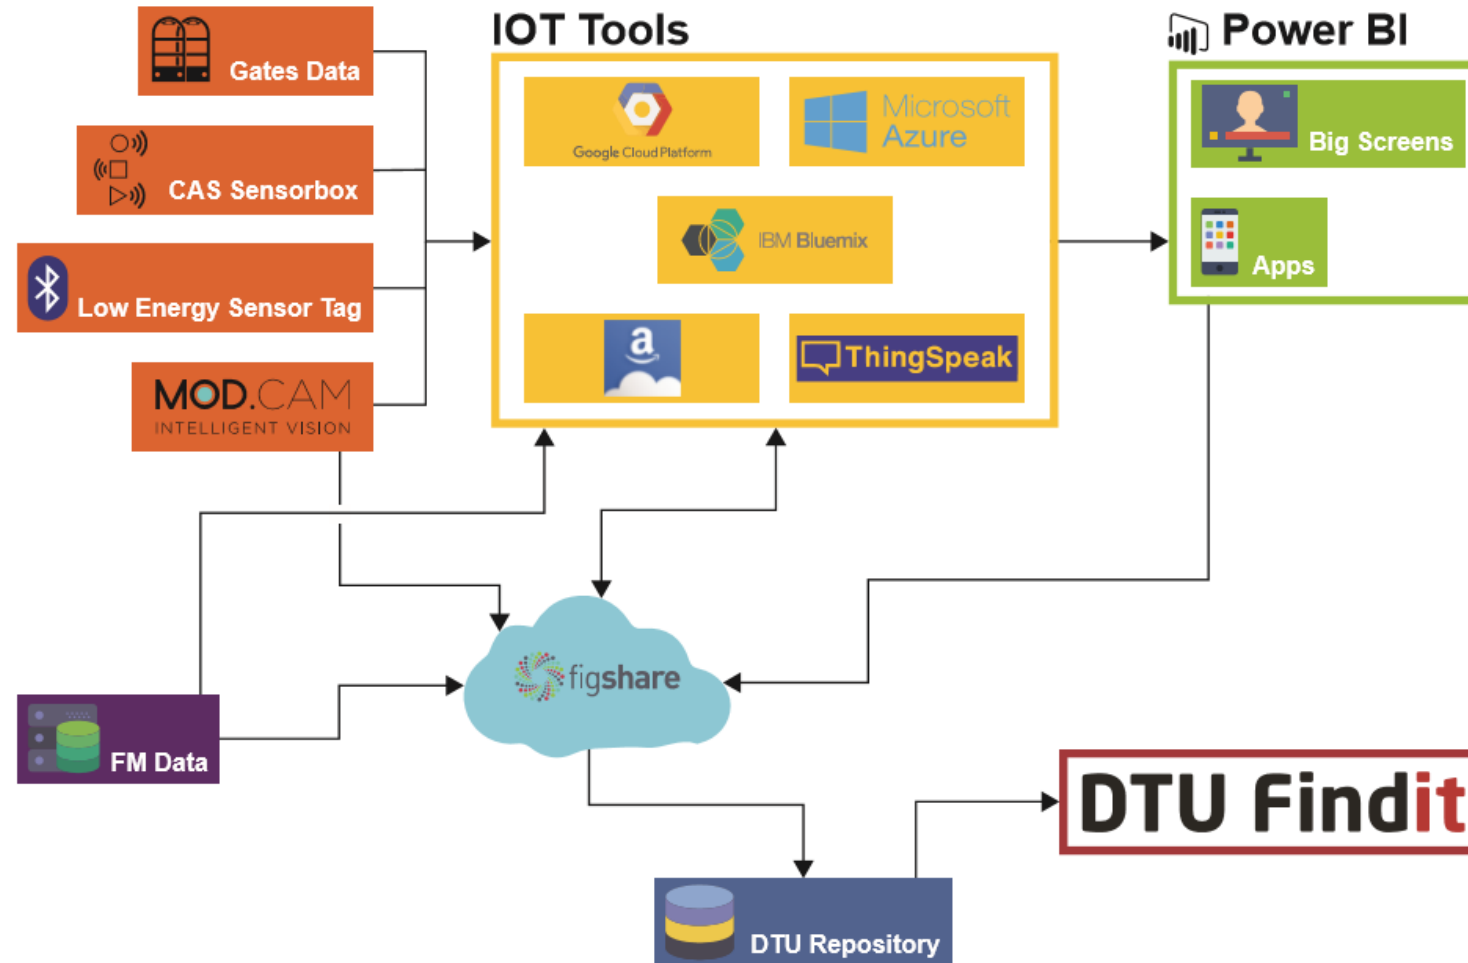 IOT Tools
Power BI
Gates Data
CAS Sensorbox
Low Energy Sensor Tag
MOD.CAM
INTELLIGENT VISION
Google Cloud Platform
Microsoft
Azure
IBM Bluemix
a
ThingSpeak
Big Screens
Apps
figshare
FM Data
DTU Findit
DTU Repository